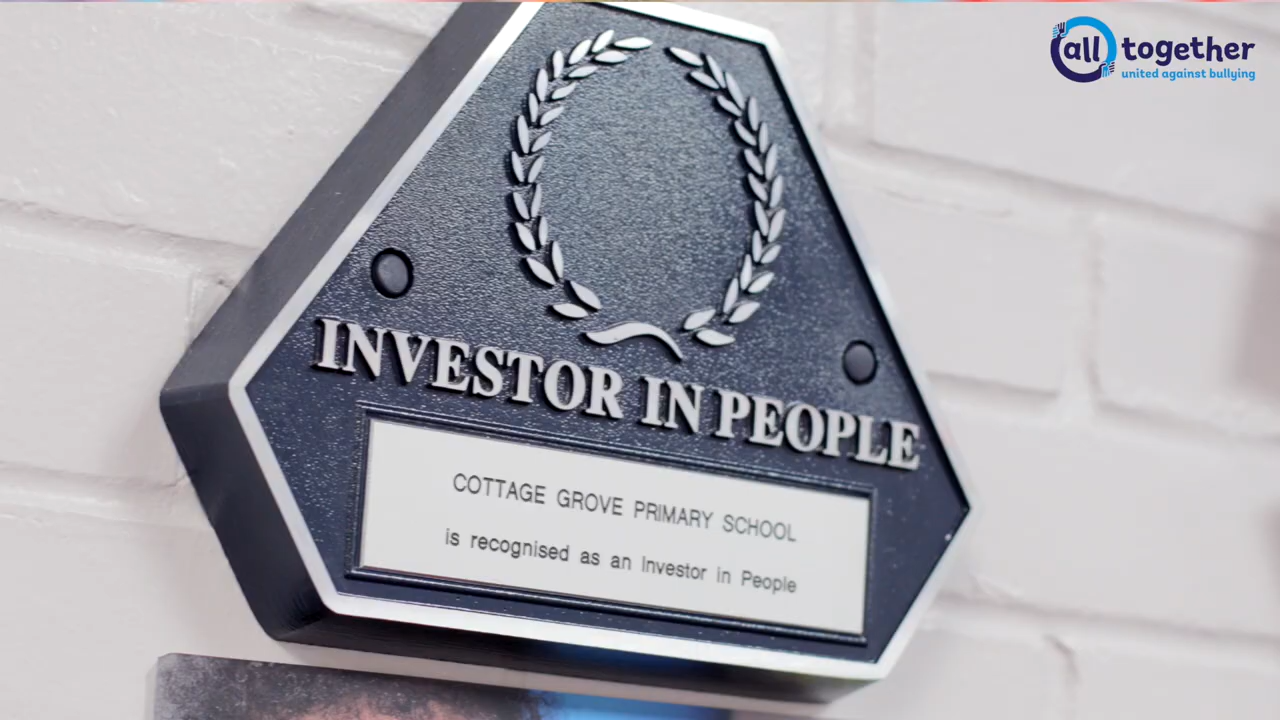 all together
united against bullying
INVESTOR IN PEOPLE
COTTAGE GROVE PRIMARY SCHOOL
is recognised as an Investor in People